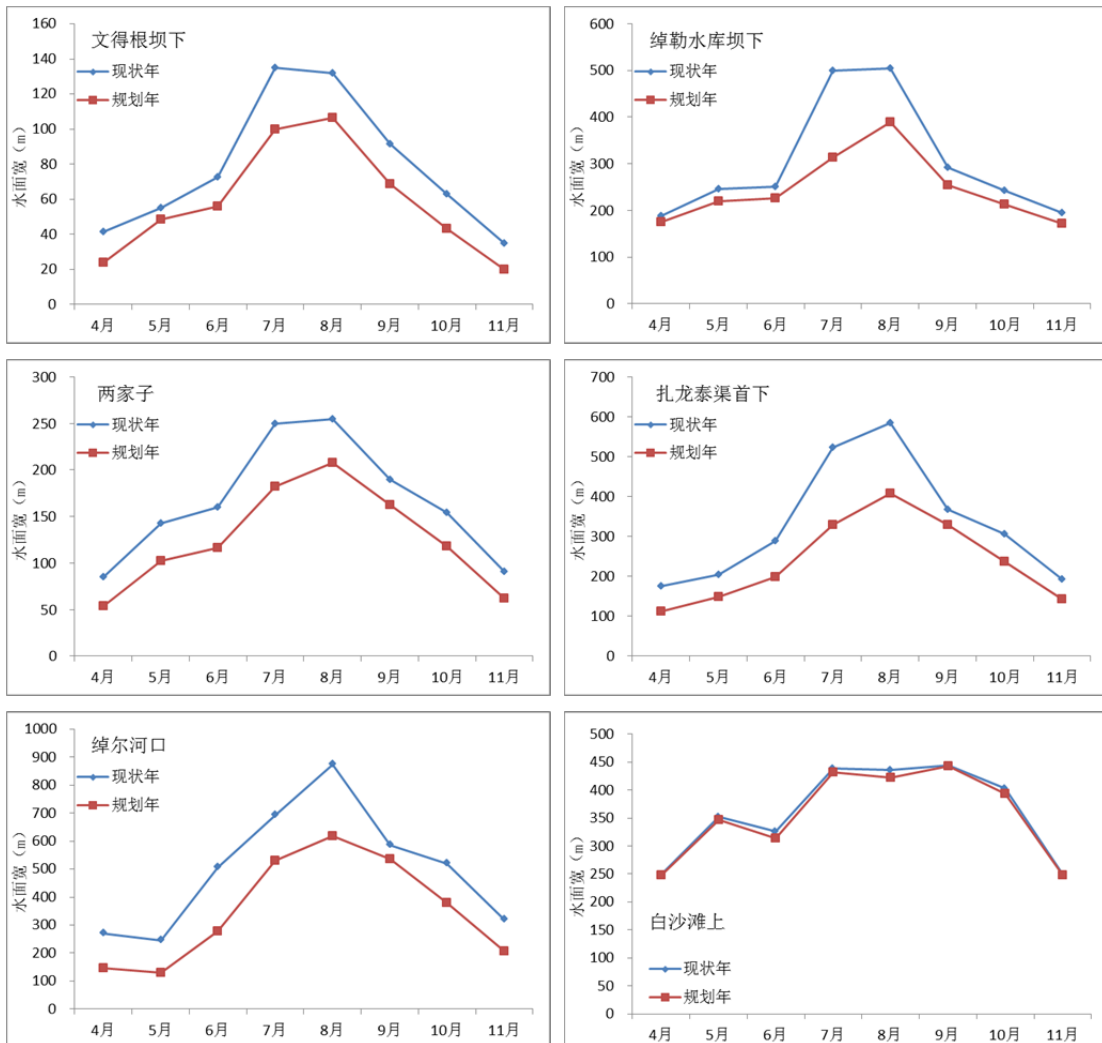 文得根坝下
现状年
规划年
水面宽（m）
160
140
120
100
80
60
40
20
0
4月 5月 6月 7月 8月 9月 10月 11月
绰勒水库坝下
现状年
规划年
水面宽（m）
600
500
400
300
200
100
0
4月 5月 6月 7月 8月 9月 10月 11月
两家子
现状年
规划年
水面宽（m）
300
250
200
150
100
50
0
4月 5月 6月 7月 8月 9月 10月 11月
扎龙泰渠首下
现状年
规划年
水面宽（m）
700
600
500
400
300
200
100
0
4月 5月 6月 7月 8月 9月 10月 11月
绰尔河口
现状年
规划年
水面宽（m）
1000
900
800
700
600
500
400
300
200
100
0
4月 5月 6月 7月 8月 9月 10月 11月
水面宽（m）
500
450
400
350
300
250
200
150
100
50
0
白沙滩上
现状年
规划年
4月 5月 6月 7月 8月 9月 10月 11月